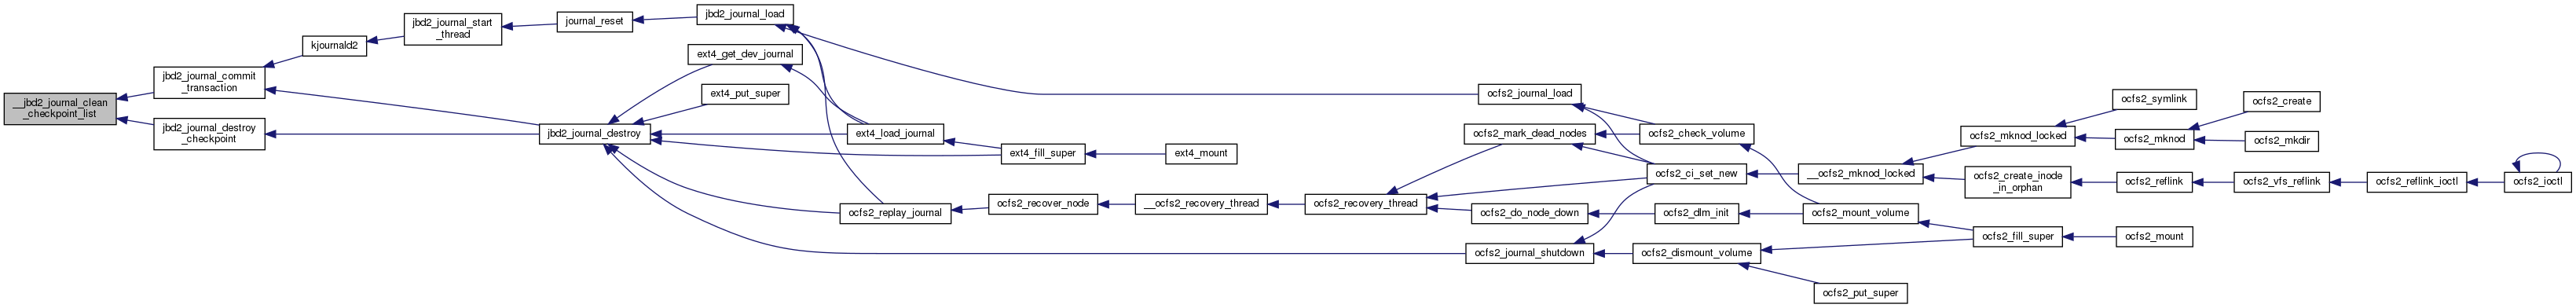 __jbd2_journal_clean
_checkpoint_list
jbd2_journal_commit
_transaction
jbd2_journal_destroy
_checkpoint
kjournald2
jbd2_journal_start
_thread
journal_reset
jbd2_journal_load
ext4_get_dev_journal
ext4_put_super
jbd2_journal_destroy
ext4_load_journal
ext4_fill_super
ext4_mount
ocfs2_replay_journal
ocfs2_recover_node
__ocfs2_recovery_thread
ocfs2_recovery_thread
ocfs2_journal_load
ocfs2_mark_dead_nodes
ocfs2_do_node_down
ocfs2_journal_shutdown
ocfs2_check_volume
ocfs2_ci_set_new
ocfs2_dlm_init
ocfs2_dismount_volume
__ocfs2_mknod_locked
ocfs2_mount_volume
ocfs2_put_super
ocfs2_mknod_locked
ocfs2_create_inode
_in_orphan
ocfs2_fill_super
ocfs2_symlink
ocfs2_mknod
ocfs2_reflink
ocfs2_mount
ocfs2_create
ocfs2_mkdir
ocfs2_vfs_reflink
ocfs2_reflink_ioctl
ocfs2_ioctl